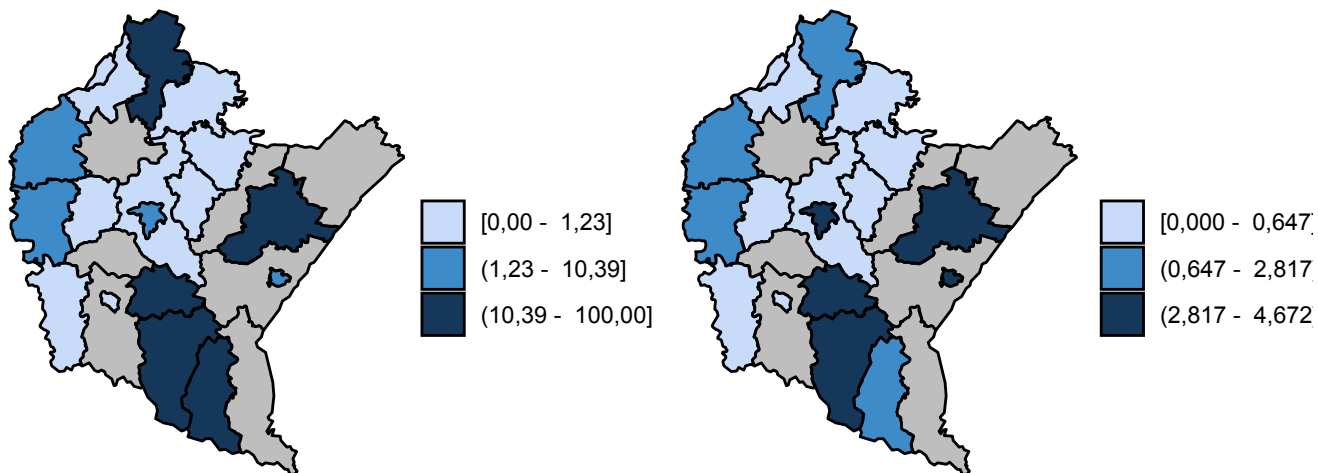 [0,00 - 1,23]
(1,23 - 10,39]
(10,39 - 100,00]
[0,000 - 0,647]
(0,647 - 2,817]
(2,817 - 4,672]